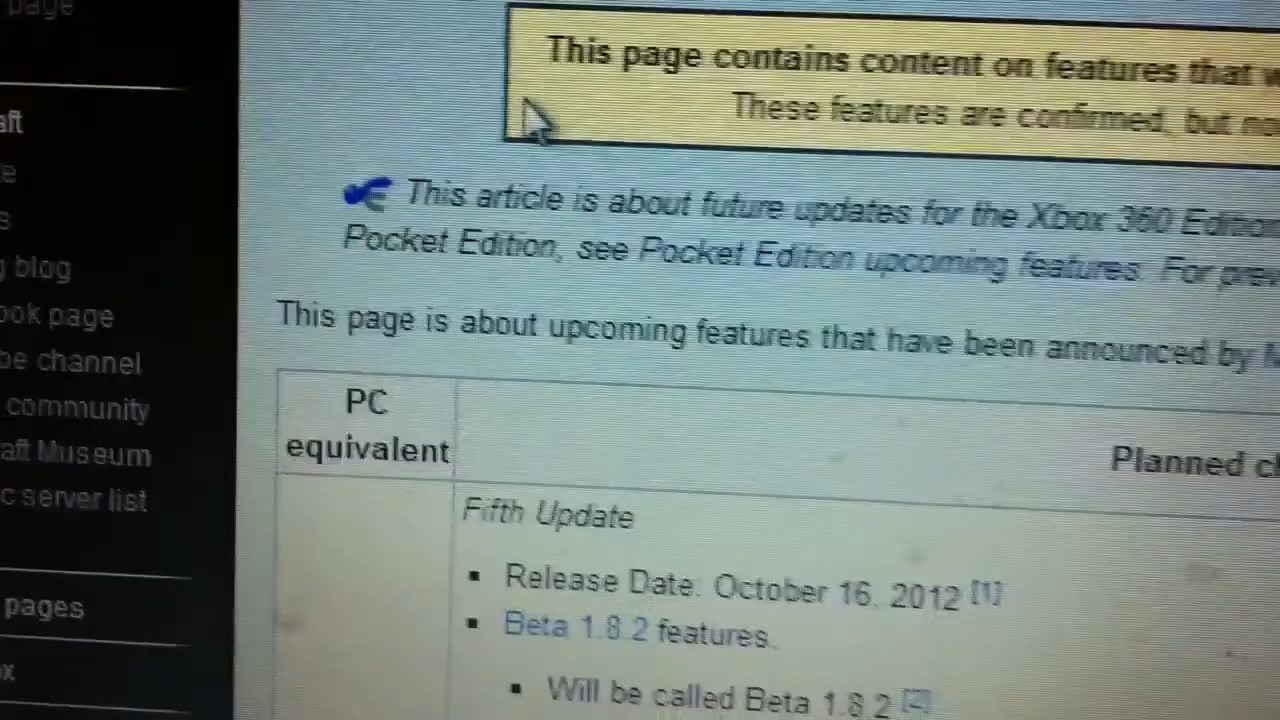 page
This page contains content on features that w
These features are confirmed, but no
aft
e
s
This article is about future updates for the Xbox 360 Edition
Pocket Edition, see Pocket Edition upcoming features. For prev
g blog
ook page
be channel
community
aft Museum
c server list
pages
ox
This page is about upcoming features that have been announced by M
PC
equivalent
Planned ch
Fifth Update
Release Date: October 16, 2012 [1]
Beta 1.8.2 features.
Will be called Beta 1.8.2 [2]